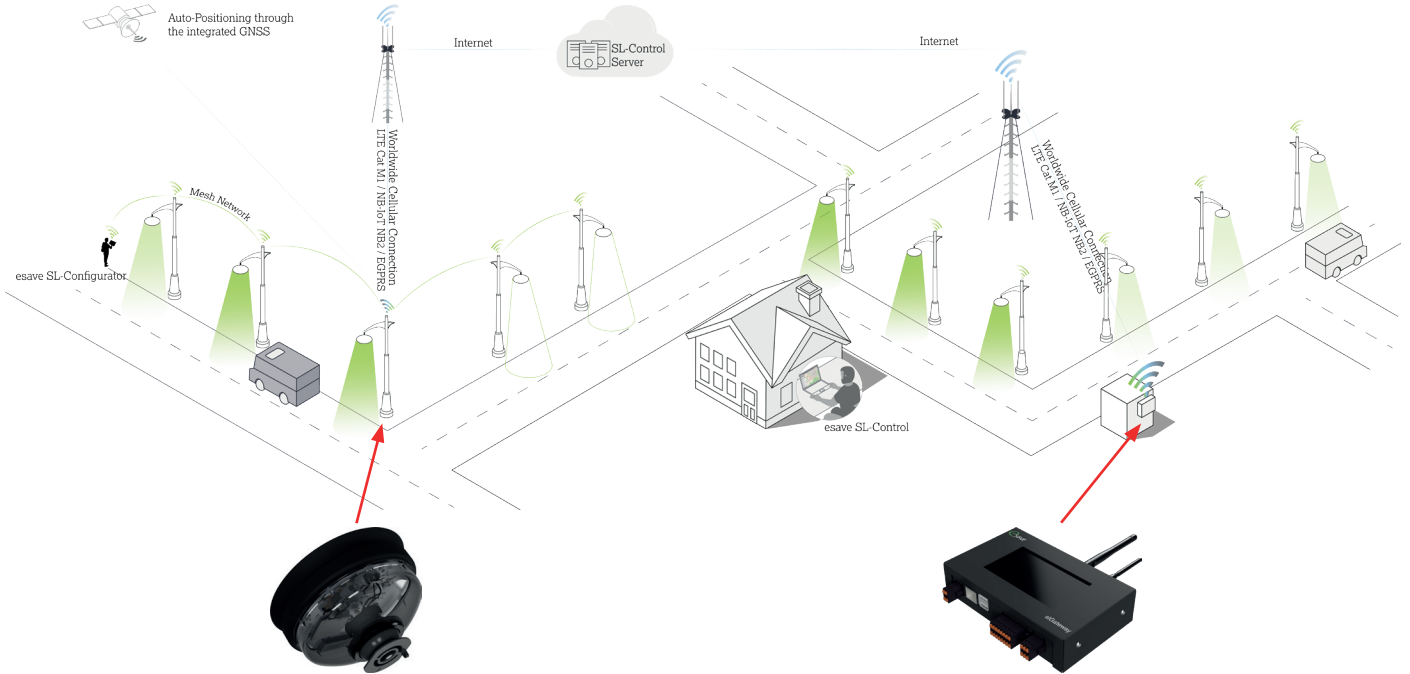 Auto-Positioning through
the integrated GNSS
Internet
SL-Control
Server
Internet
Worldwide Cellular Connection
LTE Cat M1 / NB-IoT NB2 / EGPRS
Worldwide Cellular Connection
LTE Cat M1 / NB-IoT NB2 / EGPRS
Mesh Network
esave SL-Configurator
esave SL-Control
slGateway